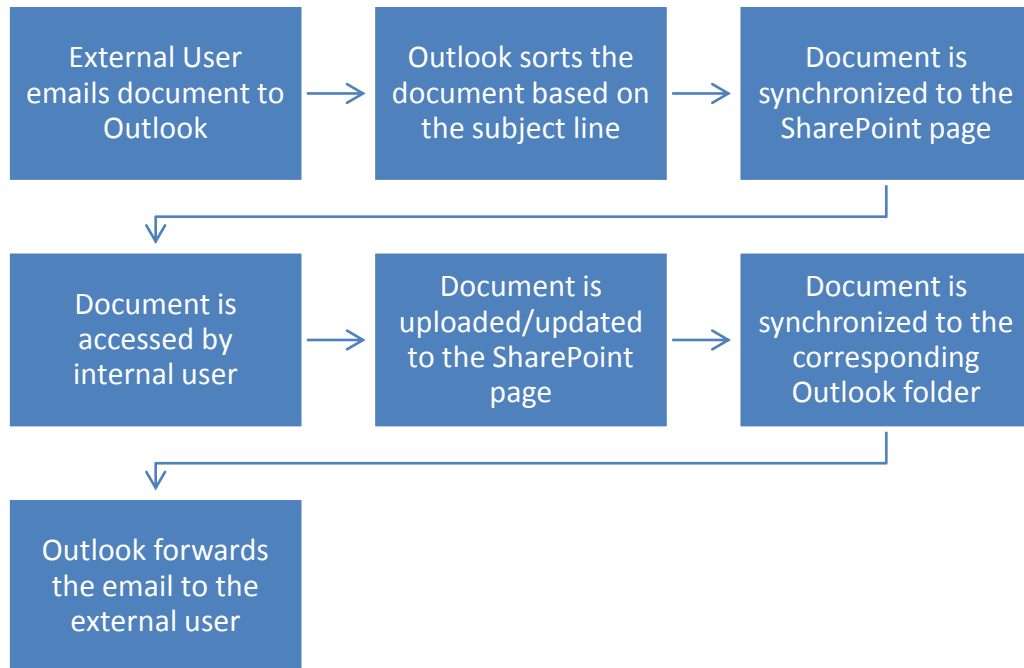 External User
emails document to
Outlook
Outlook sorts the
document based on
the subject line
Document is
synchronized to the
SharePoint page
Document is
accessed by
internal user
Document is
uploaded/updated
to the SharePoint
page
Document is
synchronized to the
corresponding
Outlook folder
Outlook forwards
the email to the
external user